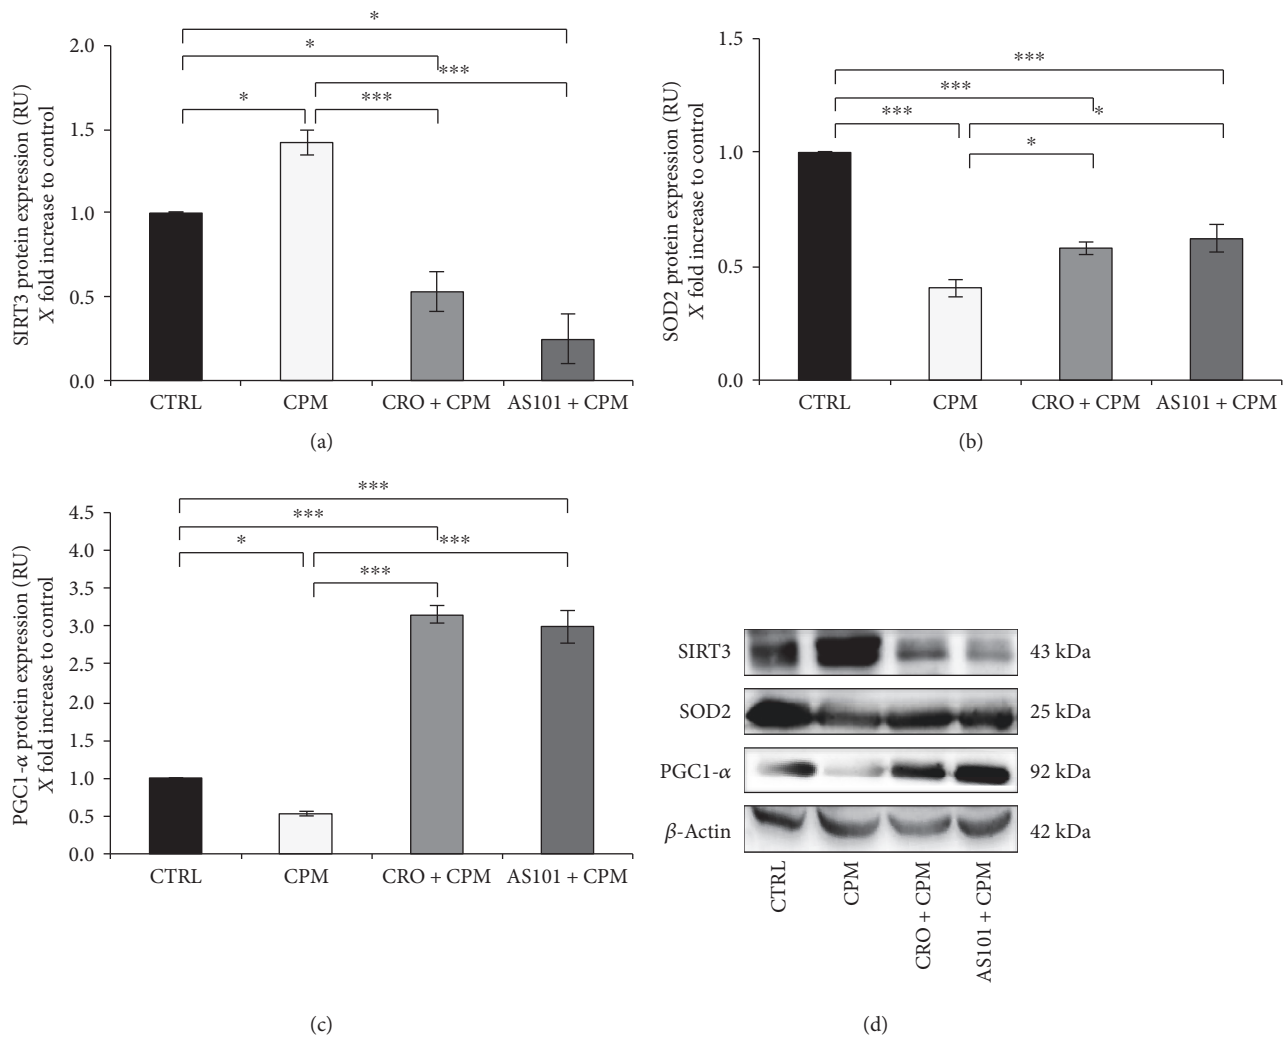 *
*
***
*
***
2.0
1.5
1.0
0.5
0.0
SIRT3 protein expression (RU)
X fold increase to control
CTRL
CPM
CRO + CPM
AS101 + CPM
(a)
***
***
***
*
*
1.5
1.0
0.5
0.0
SOD2 protein expression (RU)
X fold increase to control
CTRL
CPM
CRO + CPM
AS101 + CPM
(b)
***
***
*
***
***
4.5
4.0
3.5
3.0
2.5
2.0
1.5
1.0
0.5
0.0
PGC1-α protein expression (RU)
X fold increase to control
CTRL
CPM
CRO + CPM
AS101 + CPM
(c)
SIRT3 43 kDa
SOD2 25 kDa
PGC1-α 92 kDa
β-Actin 42 kDa
CTRL
CPM
CRO + CPM
AS101 + CPM
(d)